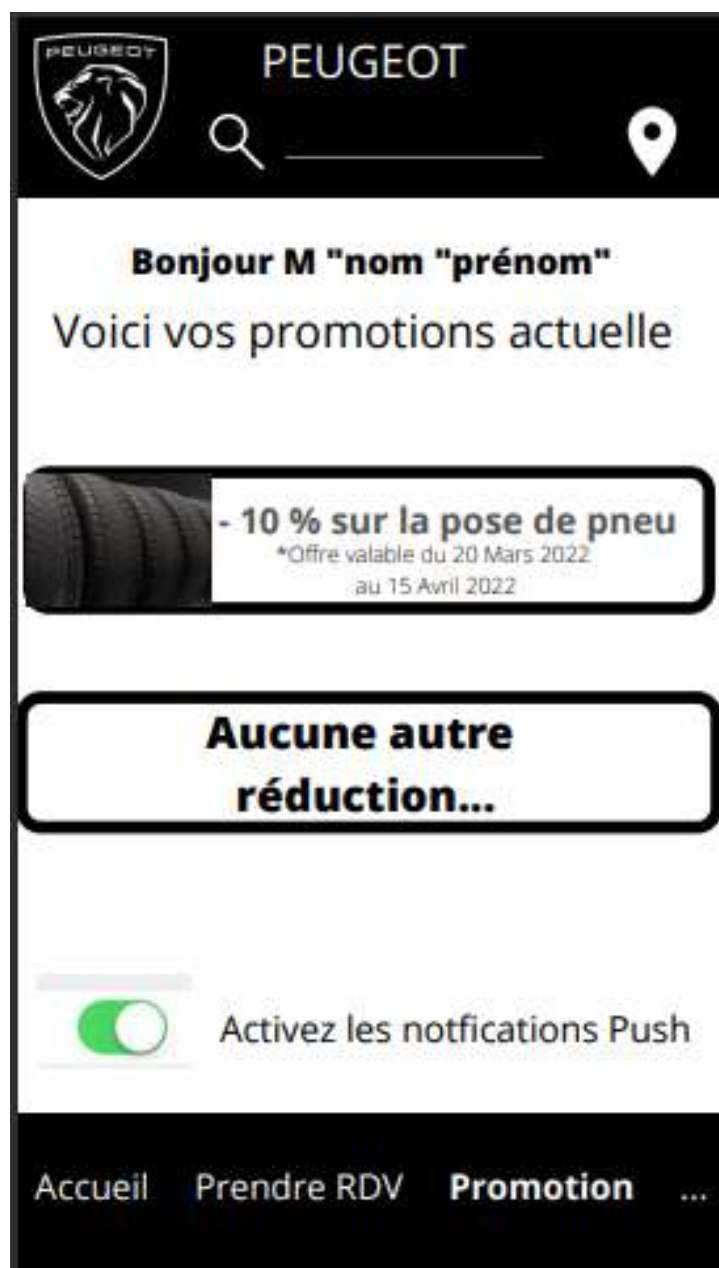 PEUGEOT
PEUGEOT
Bonjour M "nom "prénom"
Voici vos promotions actuelle
- 10 % sur la pose de pneu
*Offre valable du 20 Mars 2022
au 15 Avril 2022
Aucune autre
réduction...
Activez les notfications Push
Accueil Prendre RDV Promotion ...